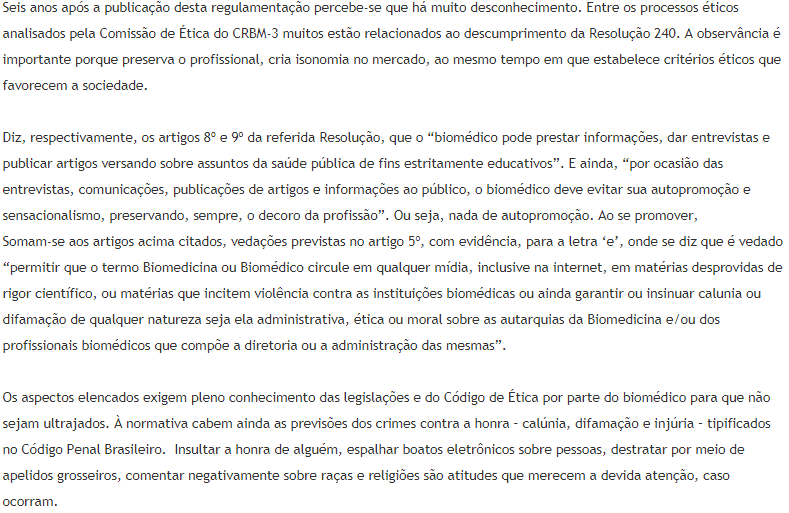 Seis anos após a publicação desta regulamentação percebe-se que há muito desconhecimento. Entre os processos éticos
analisados pela Comissão de Ética do CRBM-3 muitos estão relacionados ao descumprimento da Resolução 240. A observância é
importante porque preserva o profissional, cria isonomia no mercado, ao mesmo tempo em que estabelece critérios éticos que
favorecem a sociedade.
Diz, respectivamente, os artigos 8º e 9º da referida Resolução, que o “biomédico pode prestar informações, dar entrevistas e
publicar artigos versando sobre assuntos da saúde pública de fins estritamente educativos”. E ainda, “por ocasião das
entrevistas, comunicações, publicações de artigos e informações ao público, o biomédico deve evitar sua autopromoção e
sensacionalismo, preservando, sempre, o decoro da profissão”. Ou seja, nada de autopromoção. Ao se promover,
Somam-se aos artigos acima citados, vedações previstas no artigo 5º, com evidência, para a letra ‘e’, onde se diz que é vedado
“permitir que o termo Biomedicina ou Biomédico circule em qualquer mídia, inclusive na internet, em matérias desprovidas de
rigor científico, ou matérias que incitem violência contra as instituições biomédicas ou ainda garantir ou insinuar calunia ou
difamação de qualquer natureza seja ela administrativa, ética ou moral sobre as autarquias da Biomedicina e/ou dos
profissionais biomédicos que compõe a diretoria ou a administração das mesmas”.
Os aspectos elencados exigem pleno conhecimento das legislações e do Código de Ética por parte do biomédico para que não
sejam ultrajados. À normativa cabem ainda as previsões dos crimes contra a honra – calúnia, difamação e injúria – tipificados
no Código Penal Brasileiro. Insultar a honra de alguém, espalhar boatos eletrônicos sobre pessoas, destratar por meio de
apelidos grosseiros, comentar negativamente sobre raças e religiões são atitudes que merecem a devida atenção, caso
ocorram.